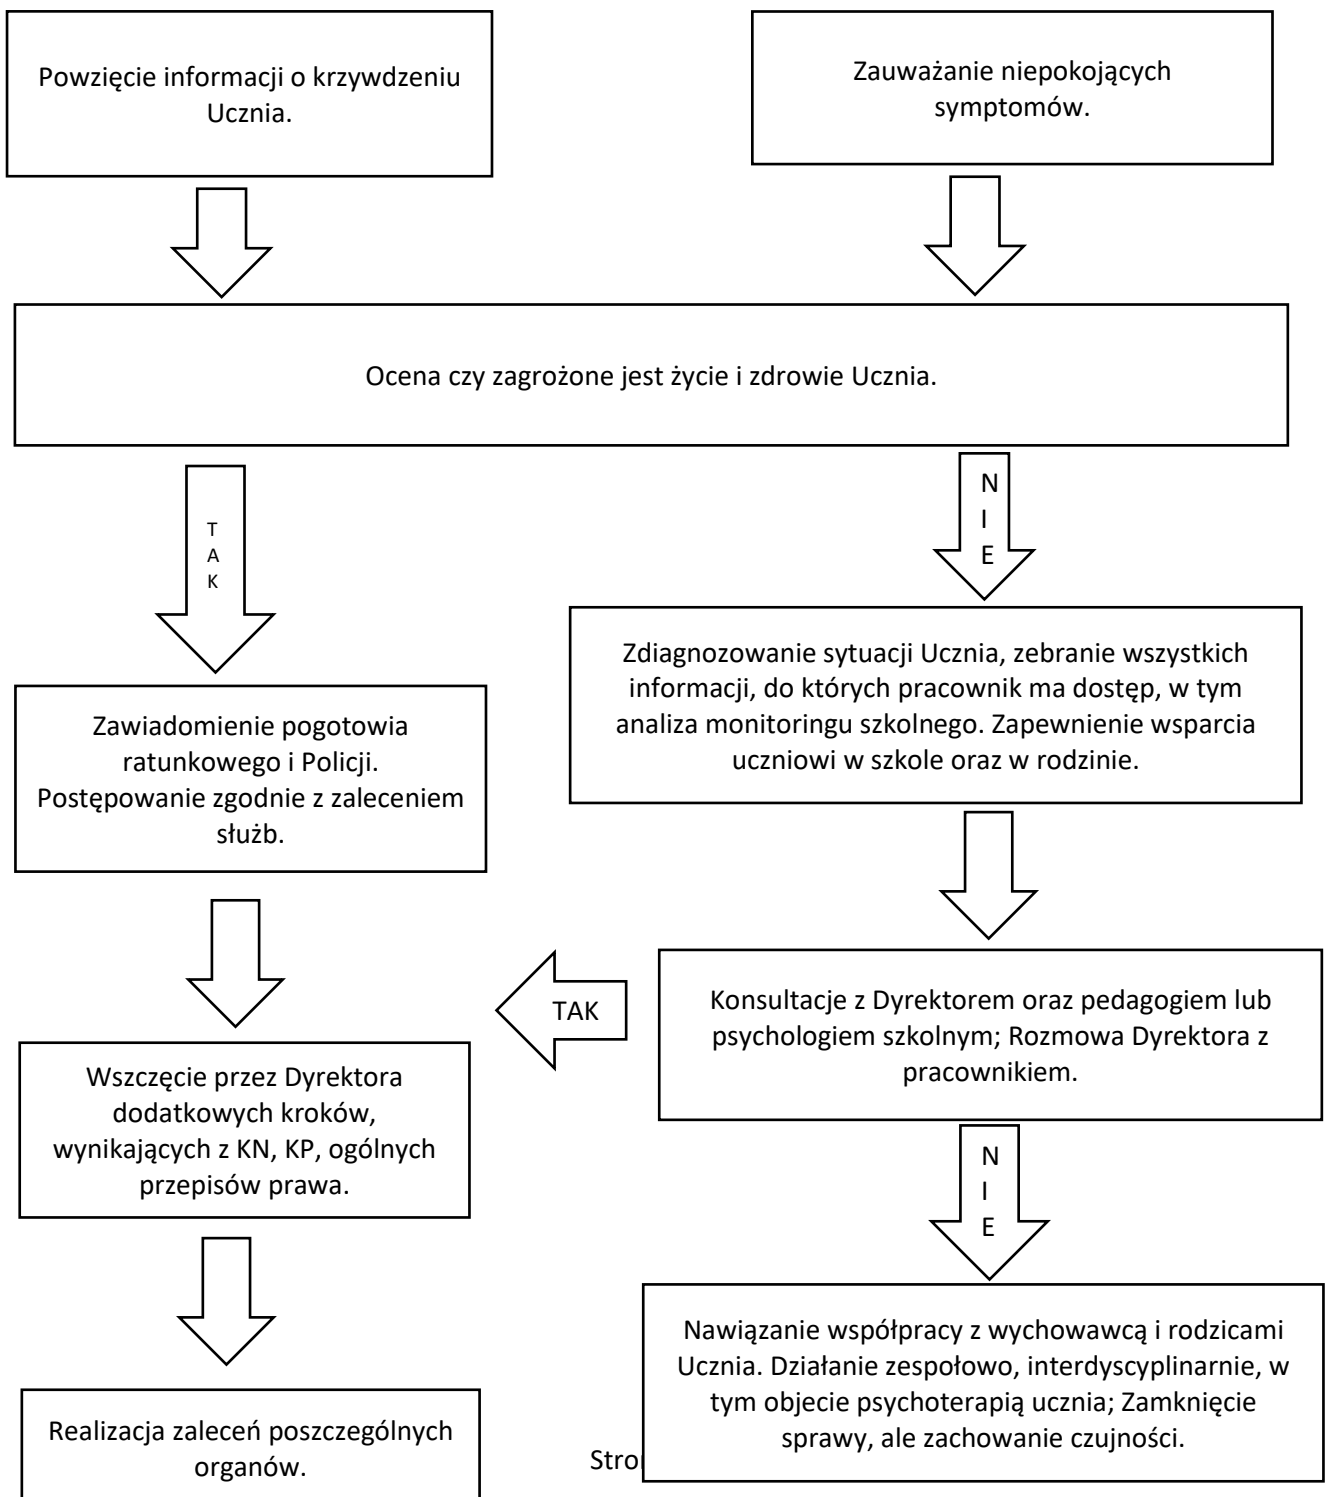 Powzięcie informacji o krzywdzeniu
Ucznia.
Zauważanie niepokojących
symptomów.
Ocena czy zagrożone jest życie i zdrowie Ucznia.
T
A
K
N
I
E
Zdiagnozowanie sytuacji Ucznia, zebranie wszystkich
informacji, do których pracownik ma dostęp, w tym
analiza monitoringu szkolnego. Zapewnienie wsparcia
uczniowi w szkole oraz w rodzinie.
Zawiadomienie pogotowia
ratunkowego i Policji.
Postępowanie zgodnie z zaleceniem
służb.
Konsultacje z Dyrektorem oraz pedagogiem lub
psychologiem szkolnym; Rozmowa Dyrektora z
pracownikiem.
TAK
Wszczęcie przez Dyrektora
dodatkowych kroków,
wynikających z KN, KP, ogólnych
przepisów prawa.
N
I
E
Nawiązanie współpracy z wychowawcą i rodzicami
Ucznia. Działanie zespołowo, interdyscyplinarnie, w
tym objecie psychoterapią ucznia; Zamknięcie
sprawy, ale zachowanie czujności.
Realizacja zaleceń poszczególnych
organów.